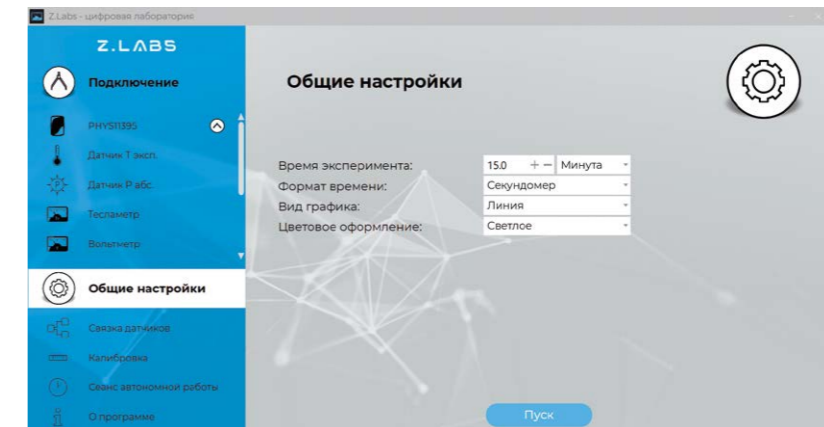 Z.Labs - цифровая лаборатория
Z.LABS
Подключение
PHYS11395
Датчик T эксп.
Датчик P абс.
Тесламетр
Вольтметр
Общие настройки
Связка датчиков
Калибровка
Сеанс автономной работы
О программе
Общие настройки
Время эксперимента: 15.0 + − Минута
Формат времени: Секундомер
Вид графика: Линия
Цветовое оформление: Светлое
Пуск